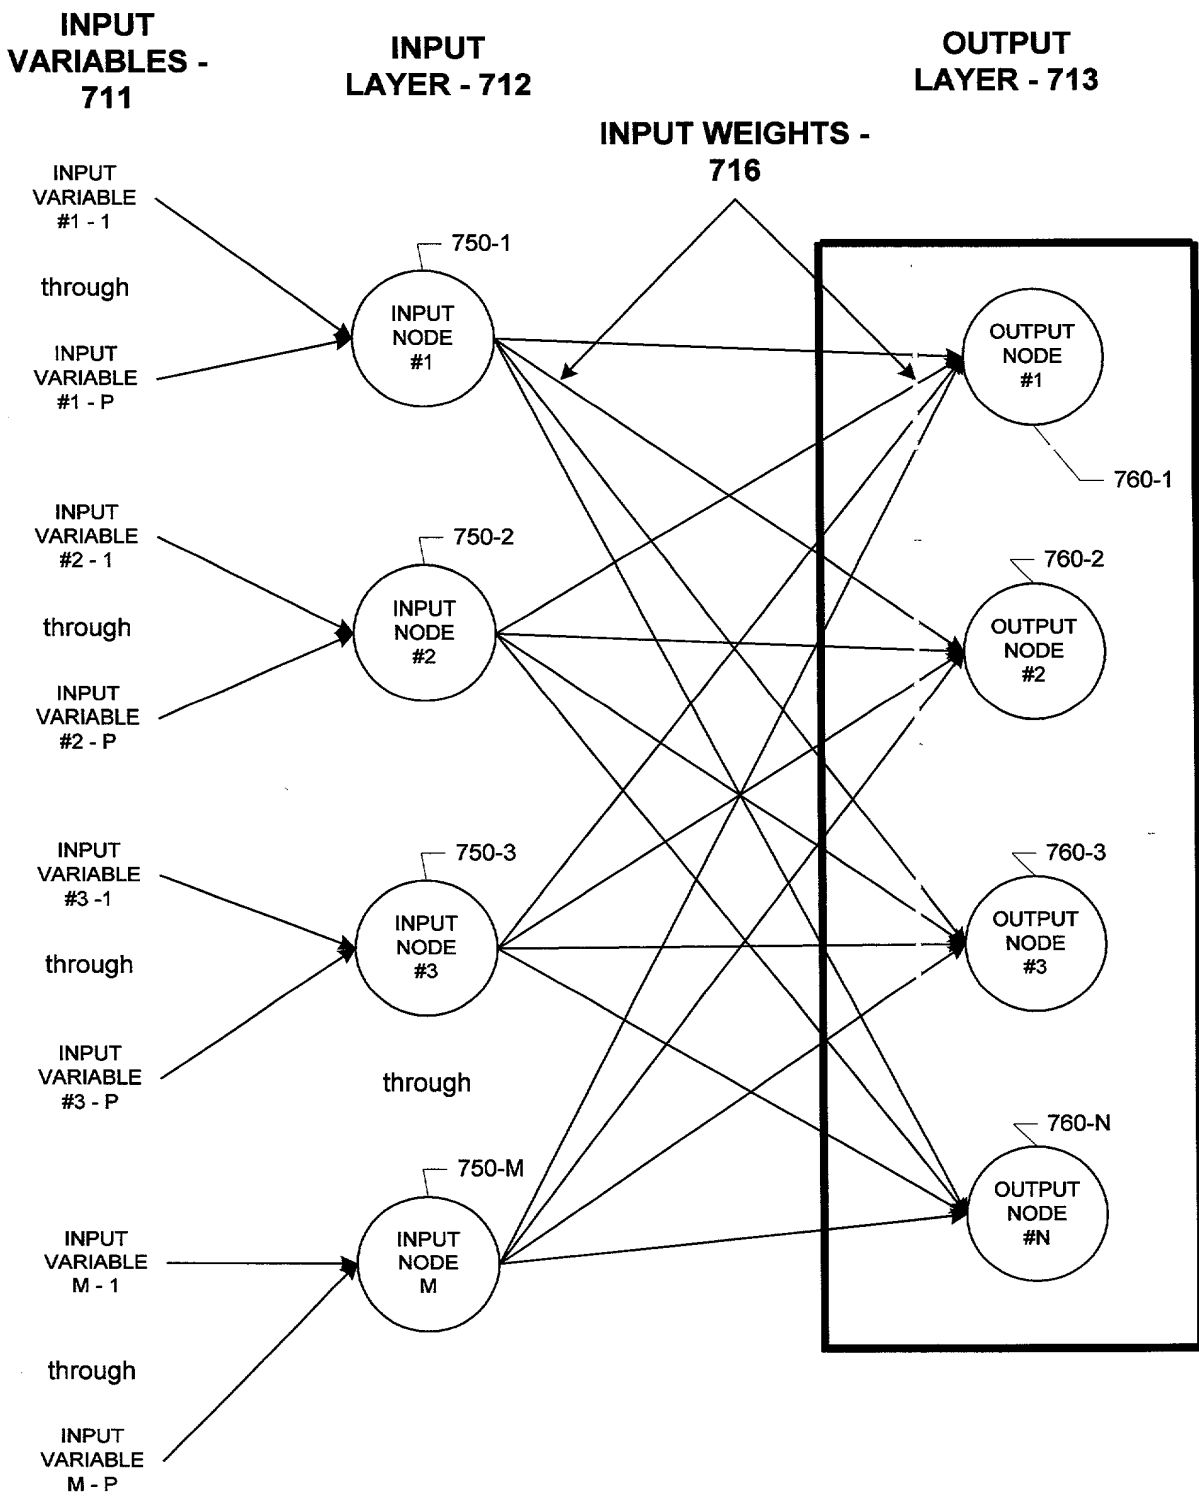 INPUT
VARIABLES -
711
INPUT
LAYER - 712
OUTPUT
LAYER - 713
INPUT WEIGHTS -
716
INPUT
VARIABLE
#1 - 1
through
INPUT
VARIABLE
#1 - P
750-1
INPUT
NODE
#1
OUTPUT
NODE
#1
760-1
INPUT
VARIABLE
#2 - 1
through
INPUT
VARIABLE
#2 - P
750-2
INPUT
NODE
#2
760-2
OUTPUT
NODE
#2
INPUT
VARIABLE
#3 -1
through
INPUT
VARIABLE
#3 - P
750-3
INPUT
NODE
#3
through
760-3
OUTPUT
NODE
#3
750-M
INPUT
NODE
M
760-N
OUTPUT
NODE
#N
INPUT
VARIABLE
M - 1
through
INPUT
VARIABLE
M - P